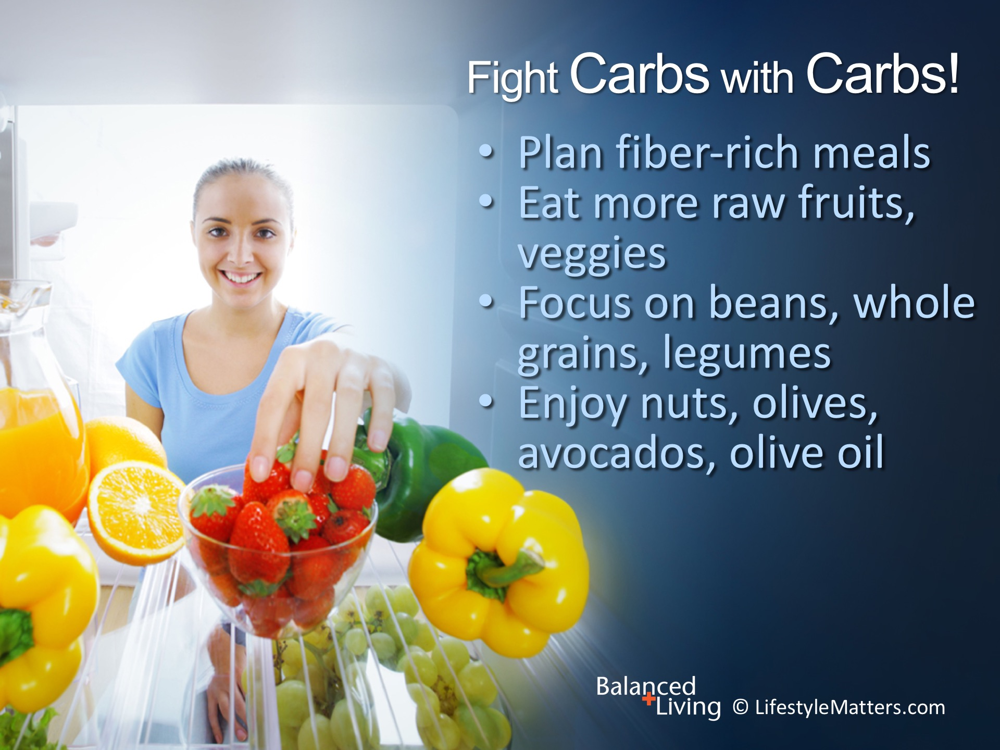 Fight Carbs with Carbs!
• Plan fiber-rich meals
• Eat more raw fruits,
veggies
• Focus on beans, whole
grains, legumes
• Enjoy nuts, olives,
avocados, olive oil
Balanced
+Living © LifestyleMatters.com